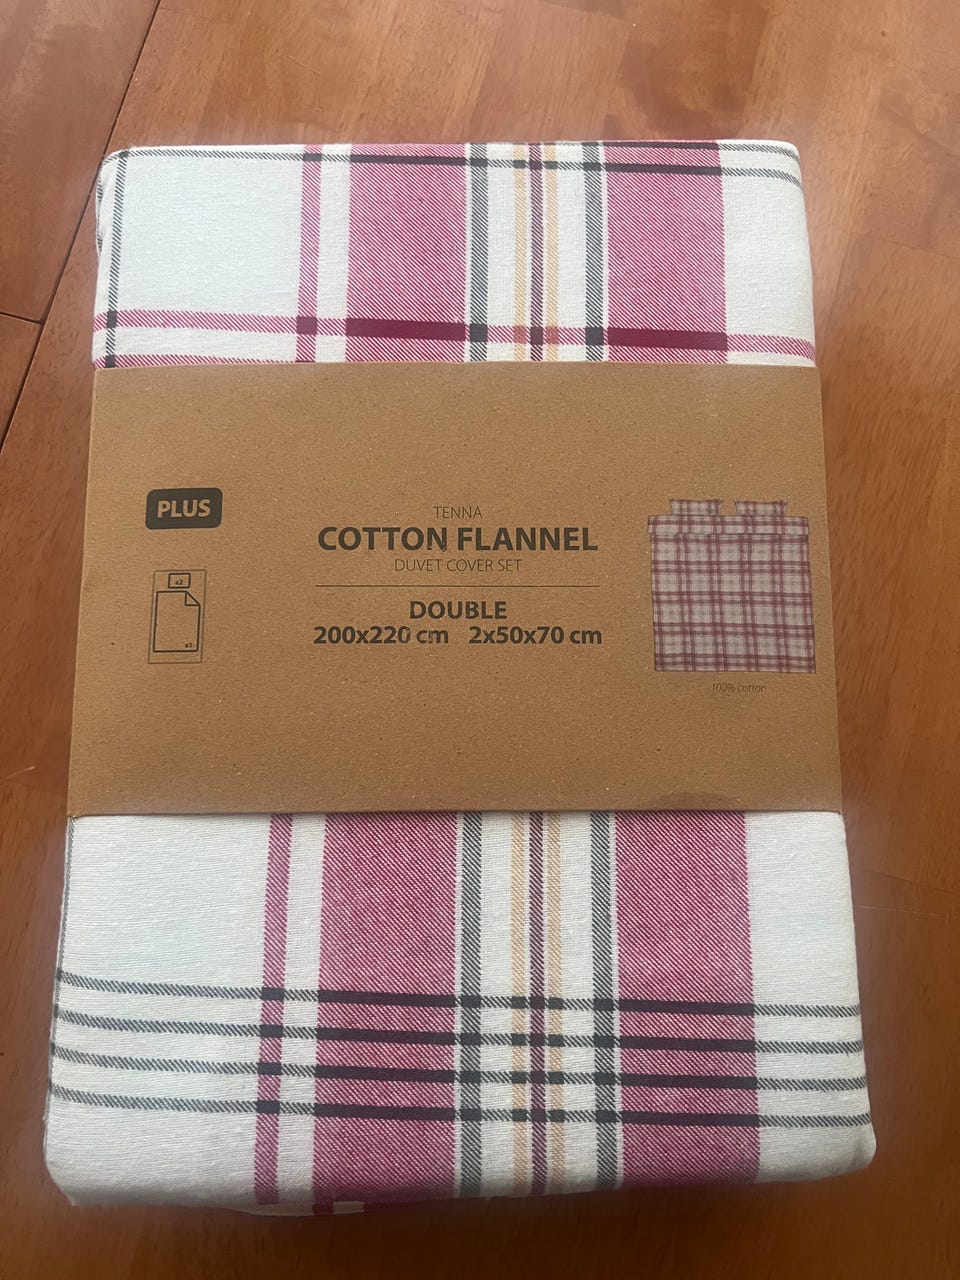 PLUS
x2
x1
TENNA
COTTON FLANNEL
DUVET COVER SET
DOUBLE
200x220 cm 2x50x70 cm
100% cotton